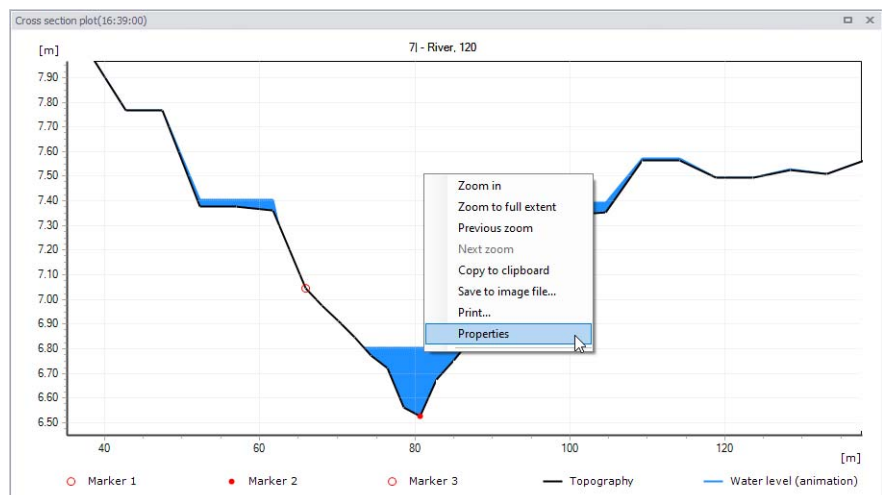 Cross section plot(16:39:00)
[m]
7| - River, 120
7.90
7.80
7.70
7.60
7.50
7.40
7.30
7.20
7.10
7.00
6.90
6.80
6.70
6.60
6.50
Zoom in
Zoom to full extent
Previous zoom
Next zoom
Copy to clipboard
Save to image file...
Print...
Properties
40 60 80 100 120
[m]
Marker 1 Marker 2 Marker 3 Topography Water level (animation)